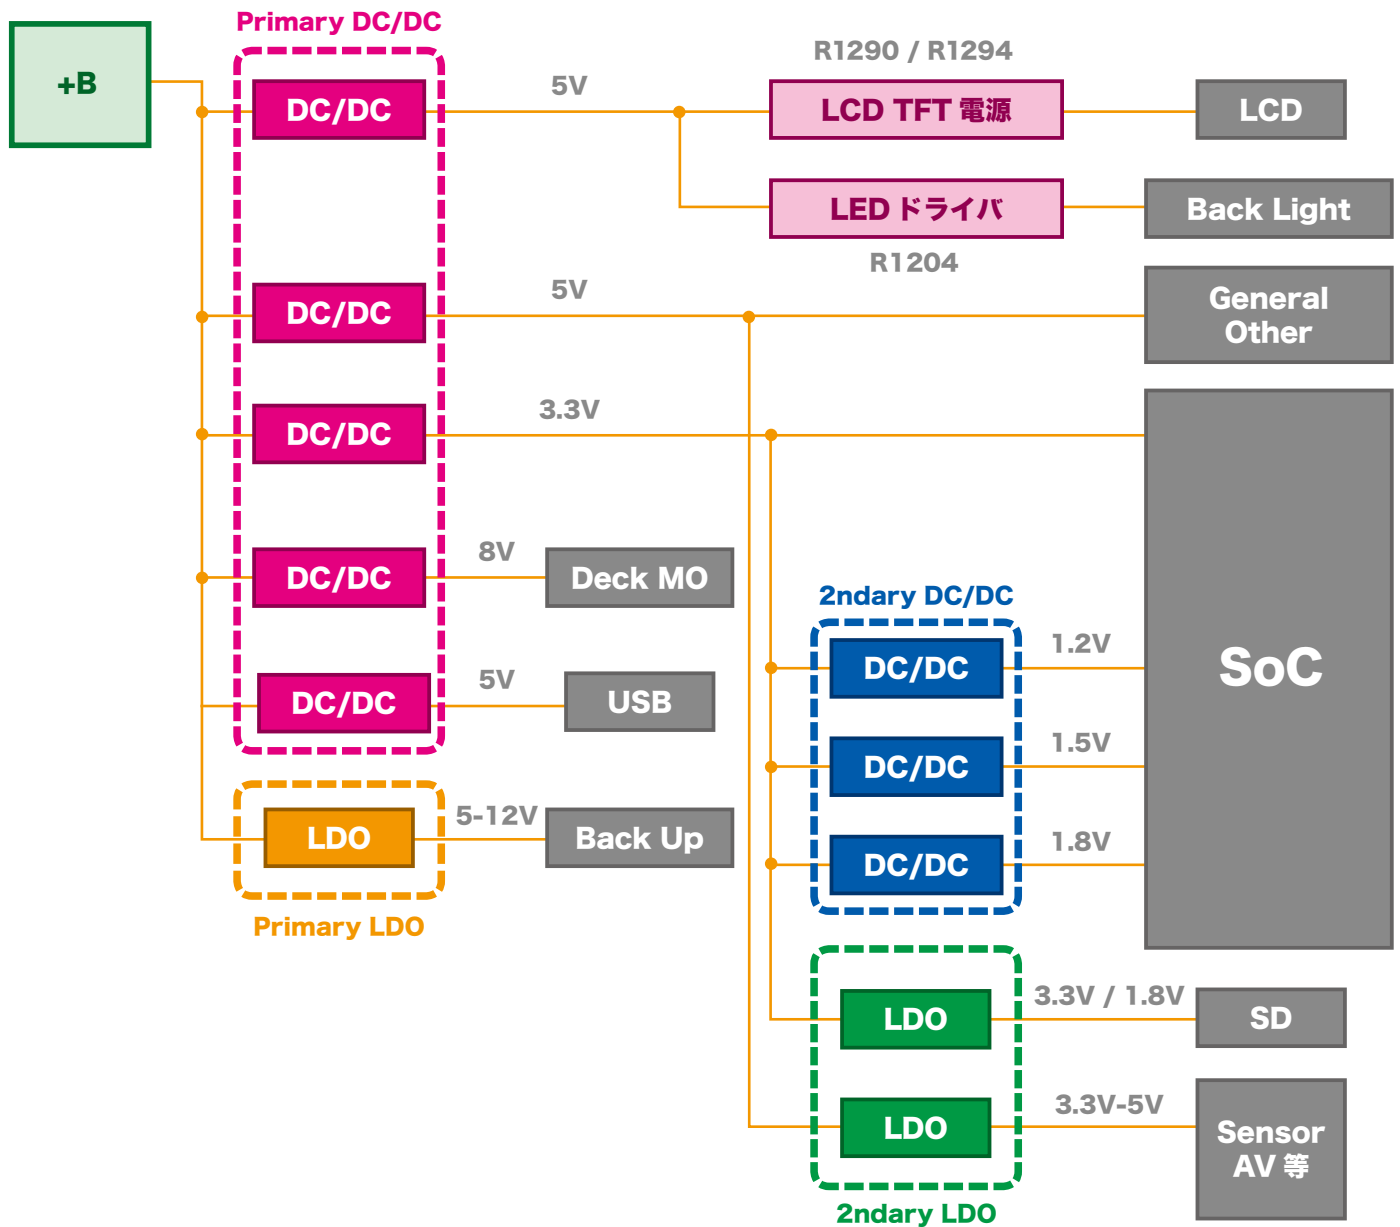 Primary DC/DC
+B
DC/DC
5V
R1290 / R1294
LCD TFT 電源
LCD
LED ドライバ
R1204
Back Light
DC/DC
5V
General
Other
DC/DC
3.3V
SoC
DC/DC
8V
Deck MO
DC/DC
5V
USB
2ndary DC/DC
DC/DC
1.2V
DC/DC
1.5V
DC/DC
1.8V
LDO
5-12V
Back Up
Primary LDO
LDO
3.3V / 1.8V
SD
LDO
3.3V-5V
Sensor
AV 等
2ndary LDO